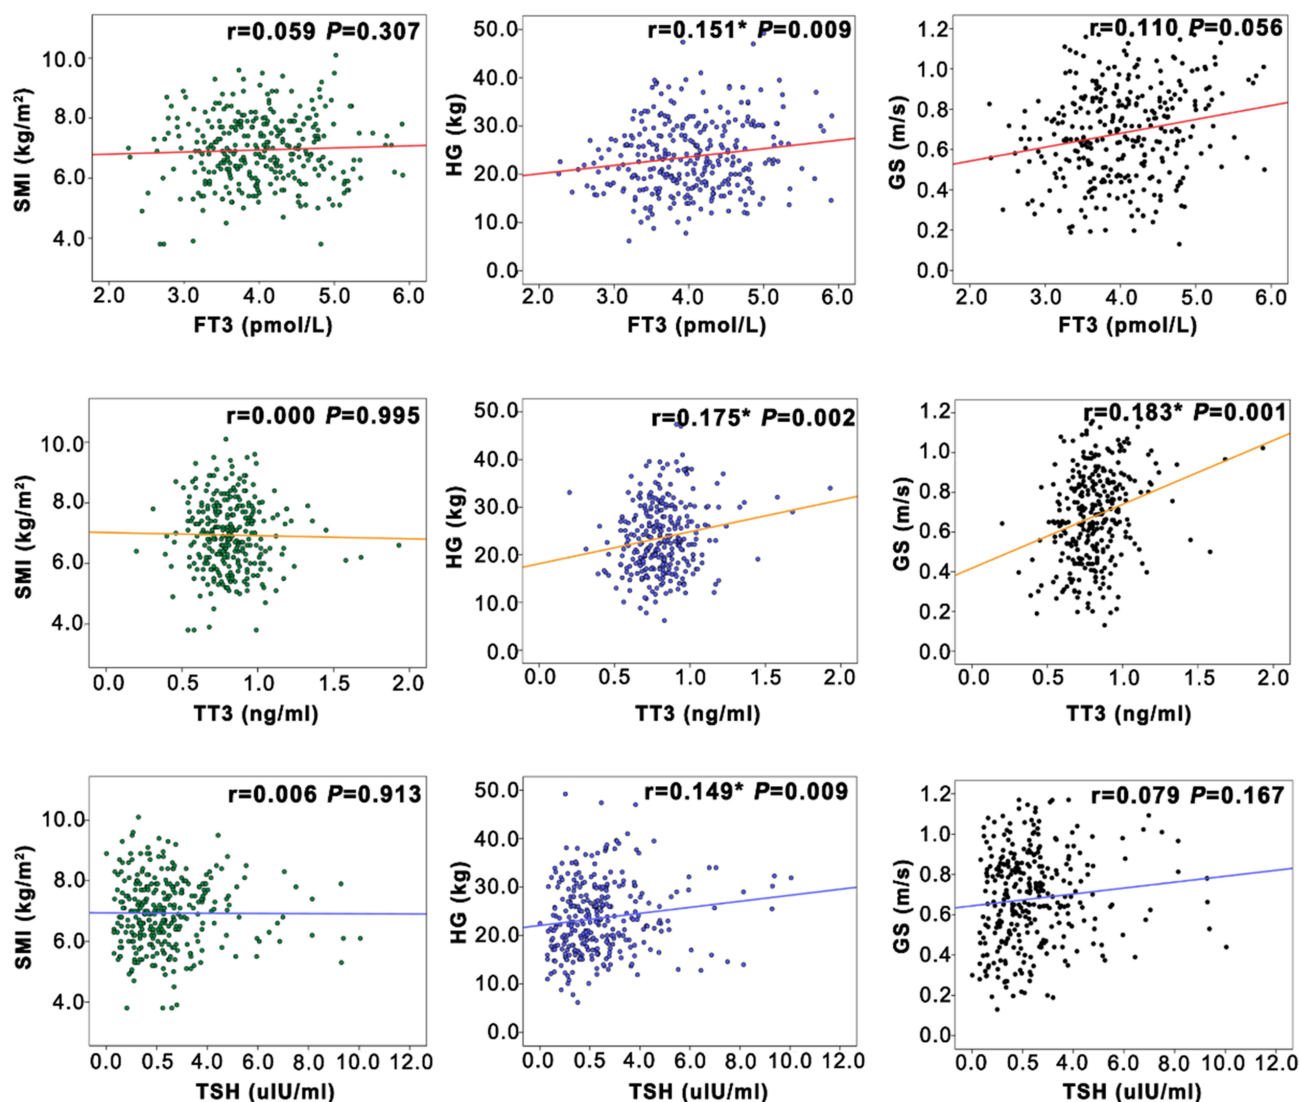 r=0.059 P=0.307
SMI (kg/m²)
10.0
8.0
6.0
4.0
2.0 3.0 4.0 5.0 6.0
FT3 (pmol/L)
r=0.151* P=0.009
HG (kg)
50.0
40.0
30.0
20.0
10.0
0.0
2.0 3.0 4.0 5.0 6.0
FT3 (pmol/L)
r=0.110 P=0.056
GS (m/s)
1.2
1.0
0.8
0.6
0.4
0.2
0.0
2.0 3.0 4.0 5.0 6.0
FT3 (pmol/L)
r=0.000 P=0.995
SMI (kg/m²)
10.0
8.0
6.0
4.0
0.0 0.5 1.0 1.5 2.0
TT3 (ng/ml)
r=0.175* P=0.002
HG (kg)
50.0
40.0
30.0
20.0
10.0
0.0
0.0 0.5 1.0 1.5 2.0
TT3 (ng/ml)
r=0.183* P=0.001
GS (m/s)
1.2
1.0
0.8
0.6
0.4
0.2
0.0
0.0 0.5 1.0 1.5 2.0
TT3 (ng/ml)
r=0.006 P=0.913
SMI (kg/m²)
10.0
8.0
6.0
4.0
0.0 0.5 4.0 6.0 8.0 10.0 12.0
TSH (uIU/ml)
r=0.149* P=0.009
HG (kg)
50.0
40.0
30.0
20.0
10.0
0.0
0.0 0.5 4.0 6.0 8.0 10.0 12.0
TSH (uIU/ml)
r=0.079 P=0.167
GS (m/s)
1.2
1.0
0.8
0.6
0.4
0.2
0.0
0.0 2.0 4.0 6.0 8.0 10.0 12.0
TSH (uIU/ml)